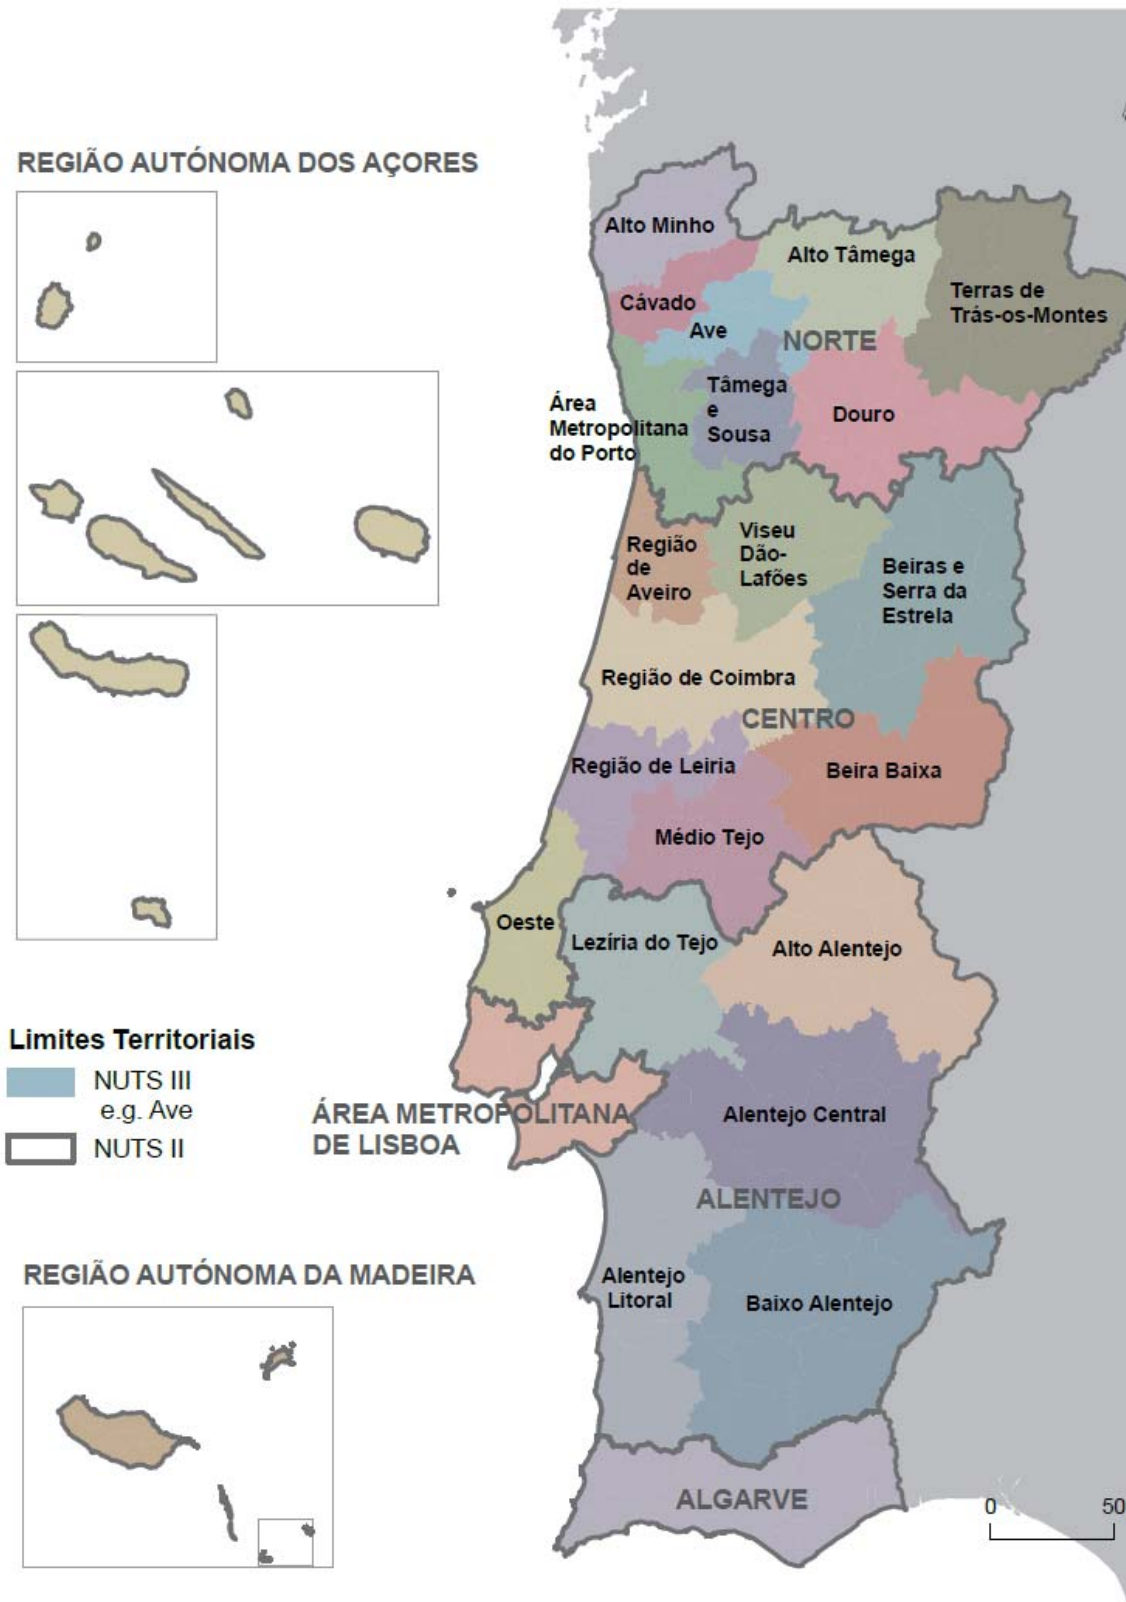 REGIÃO AUTÓNOMA DOS AÇORES
Alto Minho
Alto Tâmega
Terras de
Trás-os-Montes
Cávado
Ave
NORTE
Tâmega
e
Sousa
Douro
Área
Metropolitana
do Porto
Região
de
Aveiro
Viseu
Dão-
Lafões
Beiras e
Serra da
Estrela
Região de Coimbra
CENTRO
Região de Leiria
Beira Baixa
Médio Tejo
Oeste
Lezíria do Tejo
Alto Alentejo
Limites Territoriais
NUTS III
e.g. Ave
NUTS II
ÁREA METROPOLITANA
DE LISBOA
Alentejo Central
ALENTEJO
Alentejo
Litoral
Baixo Alentejo
REGIÃO AUTÓNOMA DA MADEIRA
ALGARVE
0 50